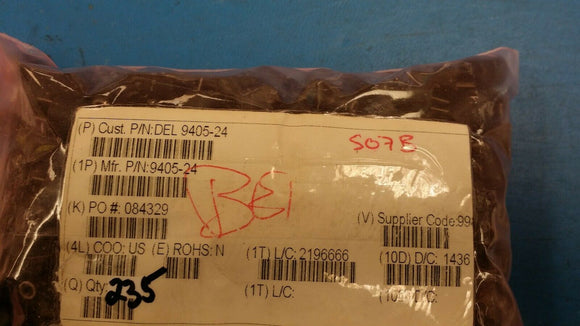 (P) Cust. P/N:DEL 9405-24
5078
(1P) Mfr. P/N:9405-24
BEI
(K) PO #: 084329
(V) Supplier Code:99
(4L) COO: US (E) ROHS: N
(1T) L/C: 2196666
(10D) D/C: 1436
(Q) Qty:
235
(1T) L/C: